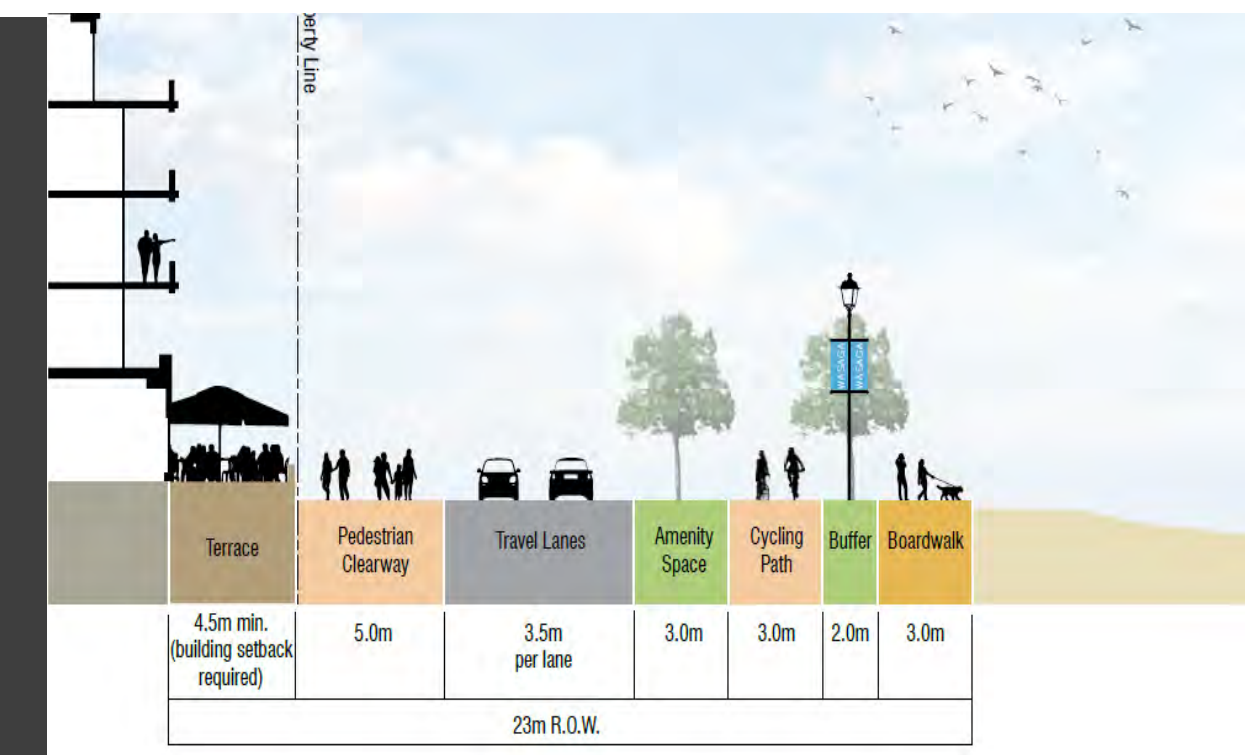 perty Line
WASAGA
WASAGA
Terrace
Pedestrian
Clearway
Travel Lanes
Amenity
Space
Cycling
Path
Buffer
Boardwalk
4.5m min.
(building setback
required)
5.0m
3.5m
per lane
3.0m
3.0m
2.0m
3.0m
23m R.O.W.